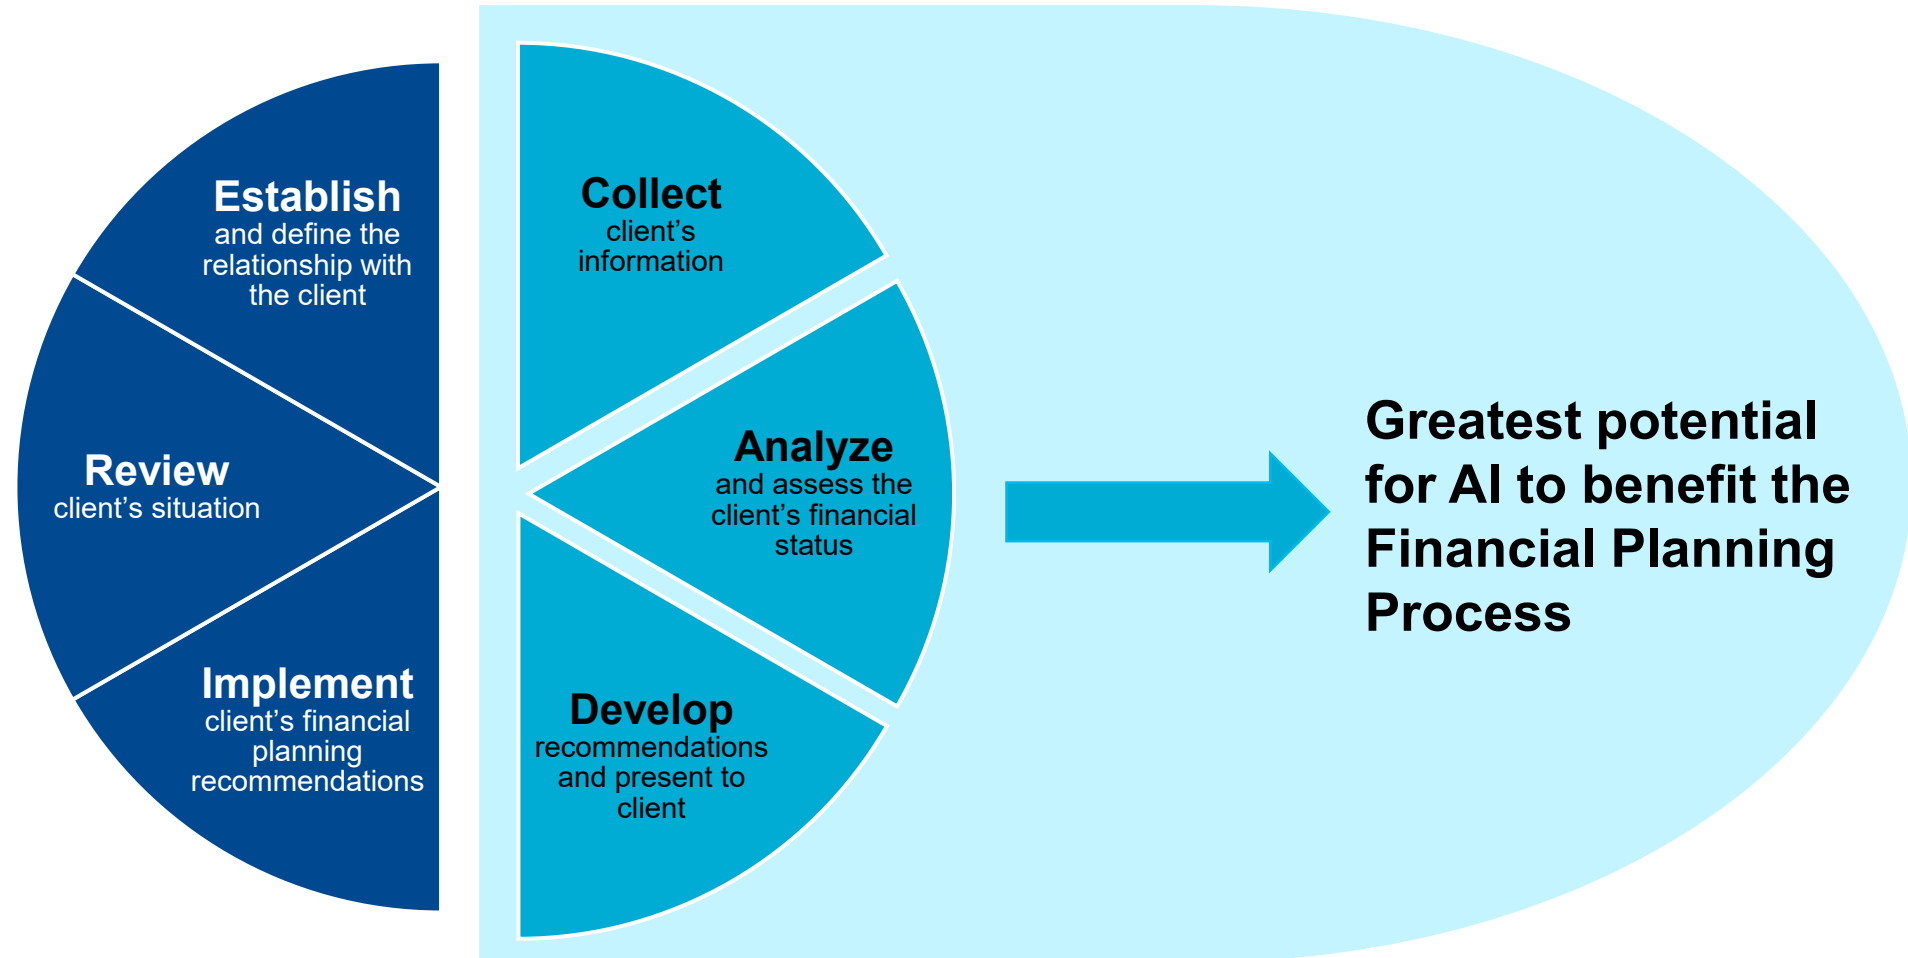 Establish
and define the
relationship with
the client
Review
client’s situation
Implement
client’s financial
planning
recommendations
Collect
client’s
information
Analyze
and assess the
client’s financial
status
Develop
recommendations
and present to
client
Greatest potential
for AI to benefit the
Financial Planning
Process